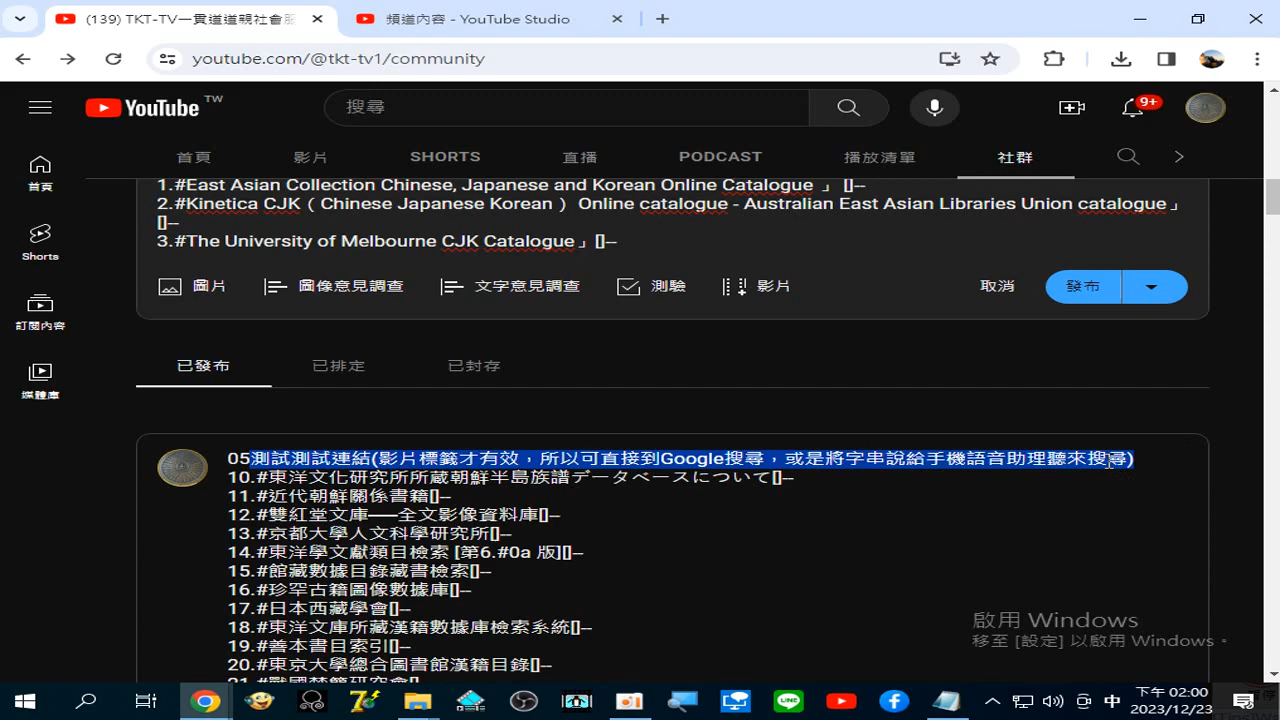 (139) TKT-TV一貫道道親社會服
頻道內容 - YouTube Studio
youtube.com/@tkt-tv1/community
YouTube TW
搜尋
9+
首頁
影片
SHORTS
直播
PODCAST
播放清單
社群
首頁
Shorts
訂閱內容
媒體庫
1.#East Asian Collection Chinese, Japanese and Korean Online Catalogue 」 []--
2.#Kinetica CJK ( Chinese Japanese Korean ) Online catalogue - Australian East Asian Libraries Union catalogue」
[]--
3.#The University of Melbourne CJK Catalogue」[]--
圖片
圖像意見調查
文字意見調查
測驗
影片
取消
發布
已發布
已排定
已封存
05測試測試連結(影片標籤才有效，所以可直接到Google搜尋，或是將字串說給手機語音助理聽來搜尋)
10.#東洋文化研究所所蔵朝鮮半島族譜データベースについて[]--
11.#近代朝鮮關係書籍[]--
12.#雙紅堂文庫──全文影像資料庫[]--
13.#京都大學人文科學研究所[]--
14.#東洋學文獻類目檢索 [第6.#0a 版][]--
15.#館藏數據目錄藏書檢索[]--
16.#珍罕古籍圖像數據庫[]--
17.#日本西藏學會[]--
18.#東洋文庫所藏漢籍數據庫檢索系統[]--
19.#善本書目索引[]--
20.#東京大學總合圖書館漢籍目錄[]--
啟用 Windows
移至 [設定] 以啟用 Windows。
中
下午 02:00
2023/12/23